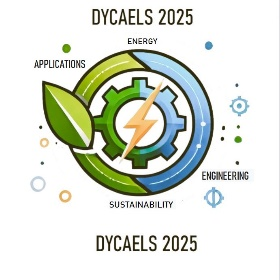 DYCAELS 2025
ENERGY
APPLICATIONS
ENGINEERING
SUSTAINABILITY
DYCAELS 2025